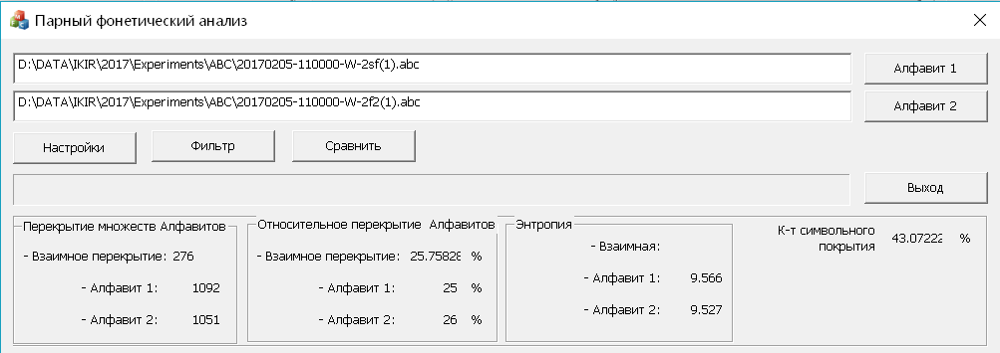 Парный фонетический анализ
D:\DATA\IKIR\2017\Experiments\ABC\20170205-110000-W-2sf(1).abc
Алфавит 1
D:\DATA\IKIR\2017\Experiments\ABC\20170205-110000-W-2f2(1).abc
Алфавит 2
Настройки
Фильтр
Сравнить
Выход
Перекрытие множеств Алфавитов
- Взаимное перекрытие: 276
- Алфавит 1: 1092
- Алфавит 2: 1051
Относительное перекрытие Алфавитов
- Взаимное перекрытие: 25.75828 %
- Алфавит 1: 25 %
- Алфавит 2: 26 %
Энтропия
- Взаимная:
- Алфавит 1: 9.566
- Алфавит 2: 9.527
К-т символьного
покрытия 43.07222 %